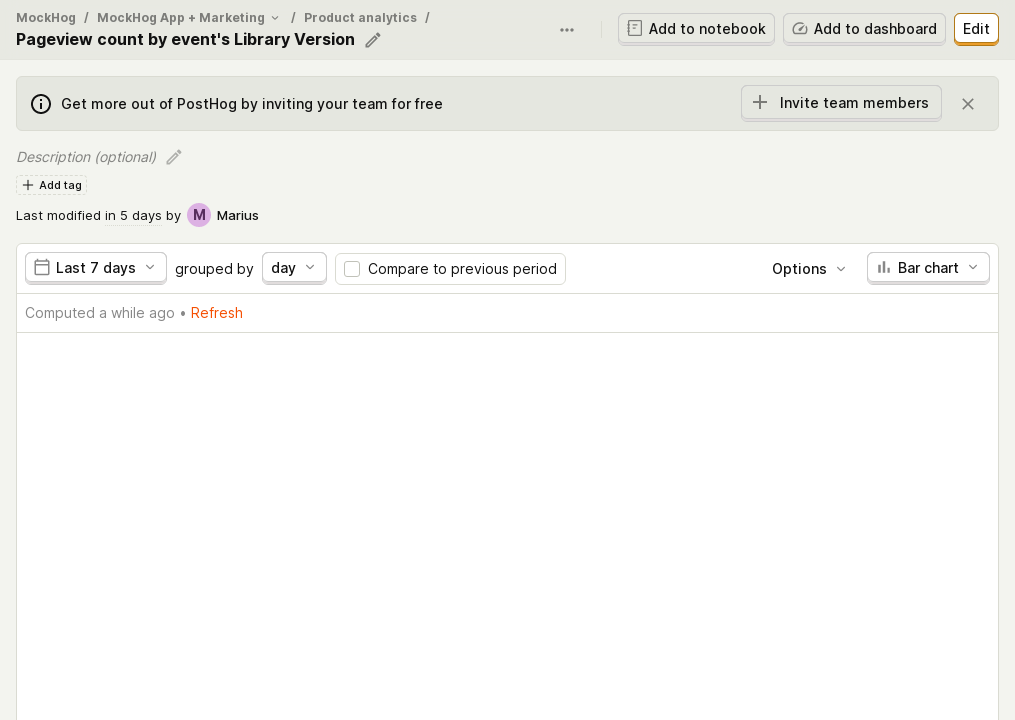 MockHog / MockHog App + Marketing / Product analytics /
Pageview count by event's Library Version
Add to notebook
Add to dashboard
Edit
Get more out of PostHog by inviting your team for free
Invite team members
Description (optional)
Add tag
Last modified in 5 days by M Marius
Last 7 days grouped by day Compare to previous period Options Bar chart
Computed a while ago • Refresh